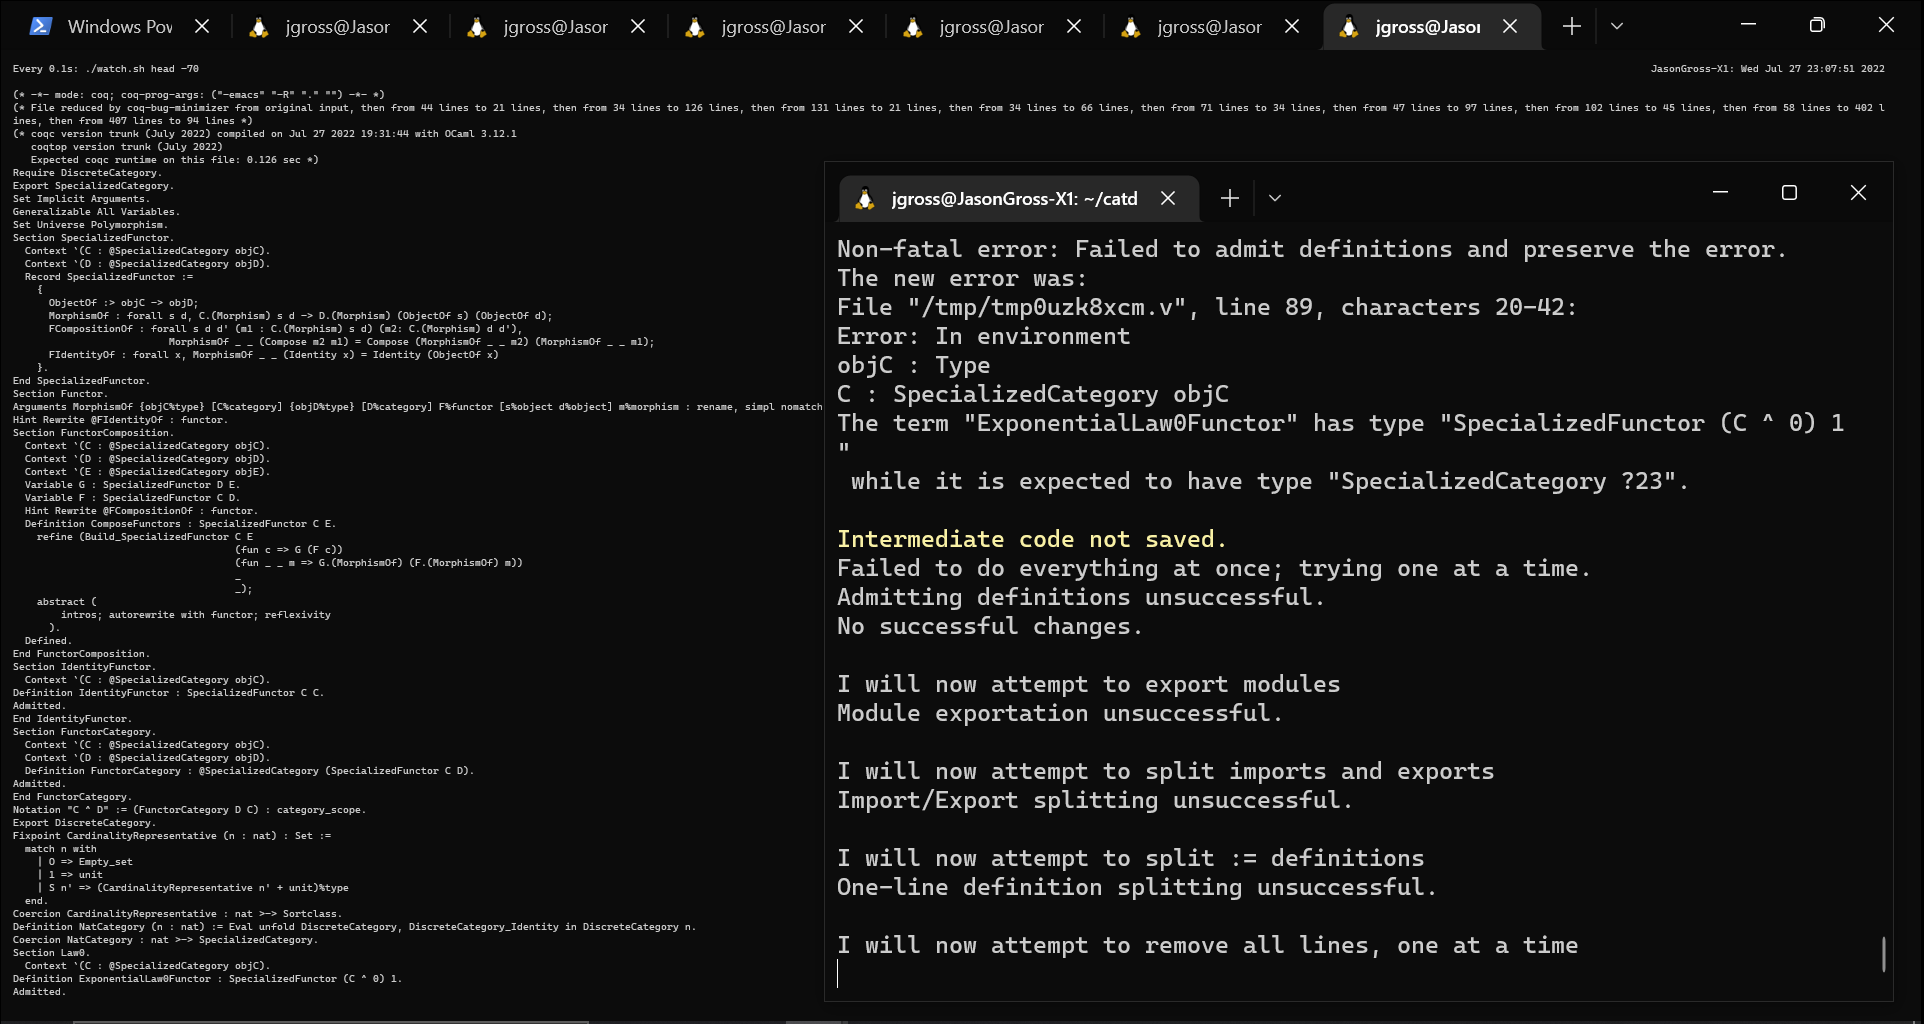 Windows Pov
jgross@Jasor
jgross@Jasor
jgross@Jasor
jgross@Jasor
jgross@Jasor
jgross@Jasor
Every 0.1s: ./watch.sh head -70
JasonGross-X1: Wed Jul 27 23:07:51 2022
(* -*- mode: coq; coq-prog-args: ("-emacs" "-R" "." "") -*- *)
(* File reduced by coq-bug-minimizer from original input, then from 44 lines to 21 lines, then from 34 lines to 126 lines, then from 131 lines to 21 lines, then from 34 lines to 66 lines, then from 71 lines to 34 lines, then from 47 lines to 97 lines, then from 102 lines to 45 lines, then from 58 lines to 402 l
ines, then from 407 lines to 94 lines *)
(* coqc version trunk (July 2022) compiled on Jul 27 2022 19:31:44 with OCaml 3.12.1
   coqtop version trunk (July 2022)
   Expected coqc runtime on this file: 0.126 sec *)
Require DiscreteCategory.
Export SpecializedCategory.
Set Implicit Arguments.
Generalizable All Variables.
Set Universe Polymorphism.
Section SpecializedFunctor.
  Context `(C : @SpecializedCategory objC).
  Context `(D : @SpecializedCategory objD).
  Record SpecializedFunctor :=
    {
      ObjectOf :> objC -> objD;
      MorphismOf : forall s d, C.(Morphism) s d -> D.(Morphism) (ObjectOf s) (ObjectOf d);
      FCompositionOf : forall s d d' (m1 : C.(Morphism) s d) (m2: C.(Morphism) d d'),
                          MorphismOf _ _ (Compose m2 m1) = Compose (MorphismOf _ _ m2) (MorphismOf _ _ m1);
      FIdentityOf : forall x, MorphismOf _ _ (Identity x) = Identity (ObjectOf x)
    }.
End SpecializedFunctor.
Section Functor.
Arguments MorphismOf {objC%type} [C%category] {objD%type} [D%category] F%functor [s%object d%object] m%morphism : rename, simpl nomatch
Hint Rewrite @FIdentityOf : functor.
Section FunctorComposition.
  Context `(C : @SpecializedCategory objC).
  Context `(D : @SpecializedCategory objD).
  Context `(E : @SpecializedCategory objE).
  Variable G : SpecializedFunctor D E.
  Variable F : SpecializedFunctor C D.
  Hint Rewrite @FCompositionOf : functor.
  Definition ComposeFunctors : SpecializedFunctor C E.
    refine (Build_SpecializedFunctor C E
                                     (fun c => G (F c))
                                     (fun _ _ m => G.(MorphismOf) (F.(MorphismOf) m))
                                     _
                                     _);
    abstract (
        intros; autorewrite with functor; reflexivity
      ).
  Defined.
End FunctorComposition.
Section IdentityFunctor.
  Context `(C : @SpecializedCategory objC).
Definition IdentityFunctor : SpecializedFunctor C C.
Admitted.
End IdentityFunctor.
Section FunctorCategory.
  Context `(C : @SpecializedCategory objC).
  Context `(D : @SpecializedCategory objD).
  Definition FunctorCategory : @SpecializedCategory (SpecializedFunctor C D).
Admitted.
End FunctorCategory.
Notation "C ^ D" := (FunctorCategory D C) : category_scope.
Export DiscreteCategory.
Fixpoint CardinalityRepresentative (n : nat) : Set :=
  match n with
    | O => Empty_set
    | 1 => unit
    | S n' => (CardinalityRepresentative n' + unit)%type
  end.
Coercion CardinalityRepresentative : nat >-> Sortclass.
Definition NatCategory (n : nat) := Eval unfold DiscreteCategory, DiscreteCategory_Identity in DiscreteCategory n.
Coercion NatCategory : nat >-> SpecializedCategory.
Section Law0.
  Context `(C : @SpecializedCategory objC).
Definition ExponentialLaw0Functor : SpecializedFunctor (C ^ 0) 1.
Admitted.
jgross@JasonGross-X1: ~/catd
Non-fatal error: Failed to admit definitions and preserve the error.
The new error was:
File "/tmp/tmp0uzk8xcm.v", line 89, characters 20-42:
Error: In environment
objC : Type
C : SpecializedCategory objC
The term "ExponentialLaw0Functor" has type "SpecializedFunctor (C ^ 0) 1
"
 while it is expected to have type "SpecializedCategory ?23".
Intermediate code not saved.
Failed to do everything at once; trying one at a time.
Admitting definitions unsuccessful.
No successful changes.
I will now attempt to export modules
Module exportation unsuccessful.
I will now attempt to split imports and exports
Import/Export splitting unsuccessful.
I will now attempt to split := definitions
One-line definition splitting unsuccessful.
I will now attempt to remove all lines, one at a time